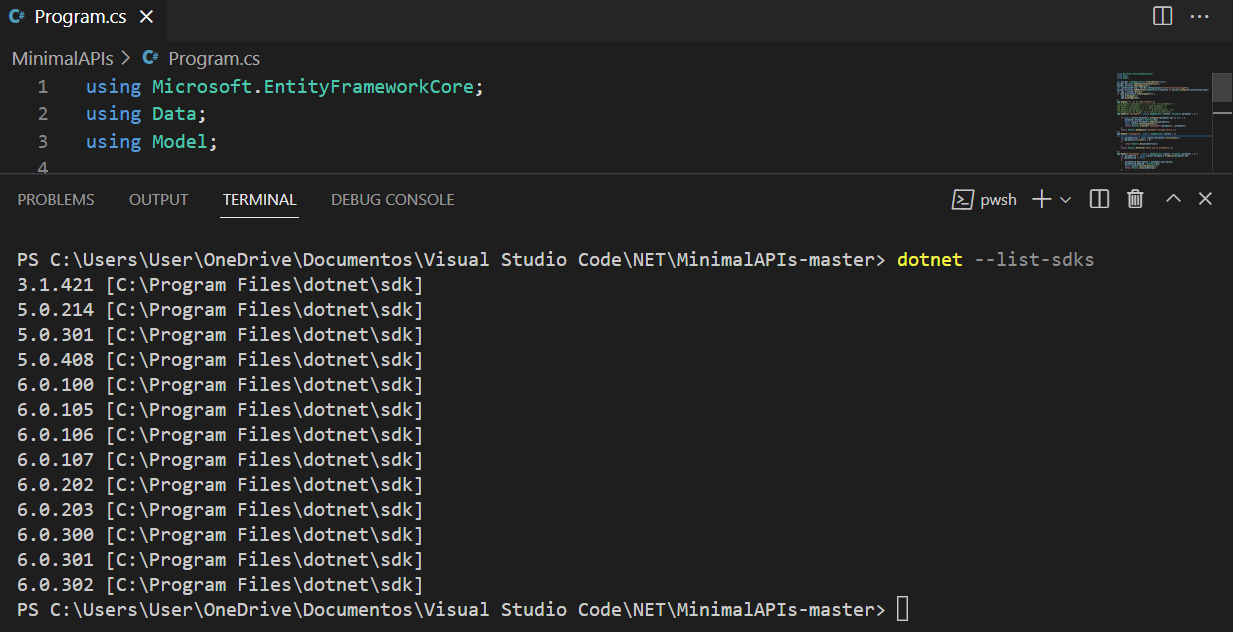 C# Program.cs
MinimalAPIs > C# Program.cs
1 using Microsoft.EntityFrameworkCore;
2 using Data;
3 using Model;
4
PROBLEMS OUTPUT TERMINAL DEBUG CONSOLE pwsh
PS C:\Users\User\OneDrive\Documentos\Visual Studio Code\NET\MinimalAPIs-master> dotnet --list-sdks
3.1.421 [C:\Program Files\dotnet\sdk]
5.0.214 [C:\Program Files\dotnet\sdk]
5.0.301 [C:\Program Files\dotnet\sdk]
5.0.408 [C:\Program Files\dotnet\sdk]
6.0.100 [C:\Program Files\dotnet\sdk]
6.0.105 [C:\Program Files\dotnet\sdk]
6.0.106 [C:\Program Files\dotnet\sdk]
6.0.107 [C:\Program Files\dotnet\sdk]
6.0.202 [C:\Program Files\dotnet\sdk]
6.0.203 [C:\Program Files\dotnet\sdk]
6.0.300 [C:\Program Files\dotnet\sdk]
6.0.301 [C:\Program Files\dotnet\sdk]
6.0.302 [C:\Program Files\dotnet\sdk]
PS C:\Users\User\OneDrive\Documentos\Visual Studio Code\NET\MinimalAPIs-master>